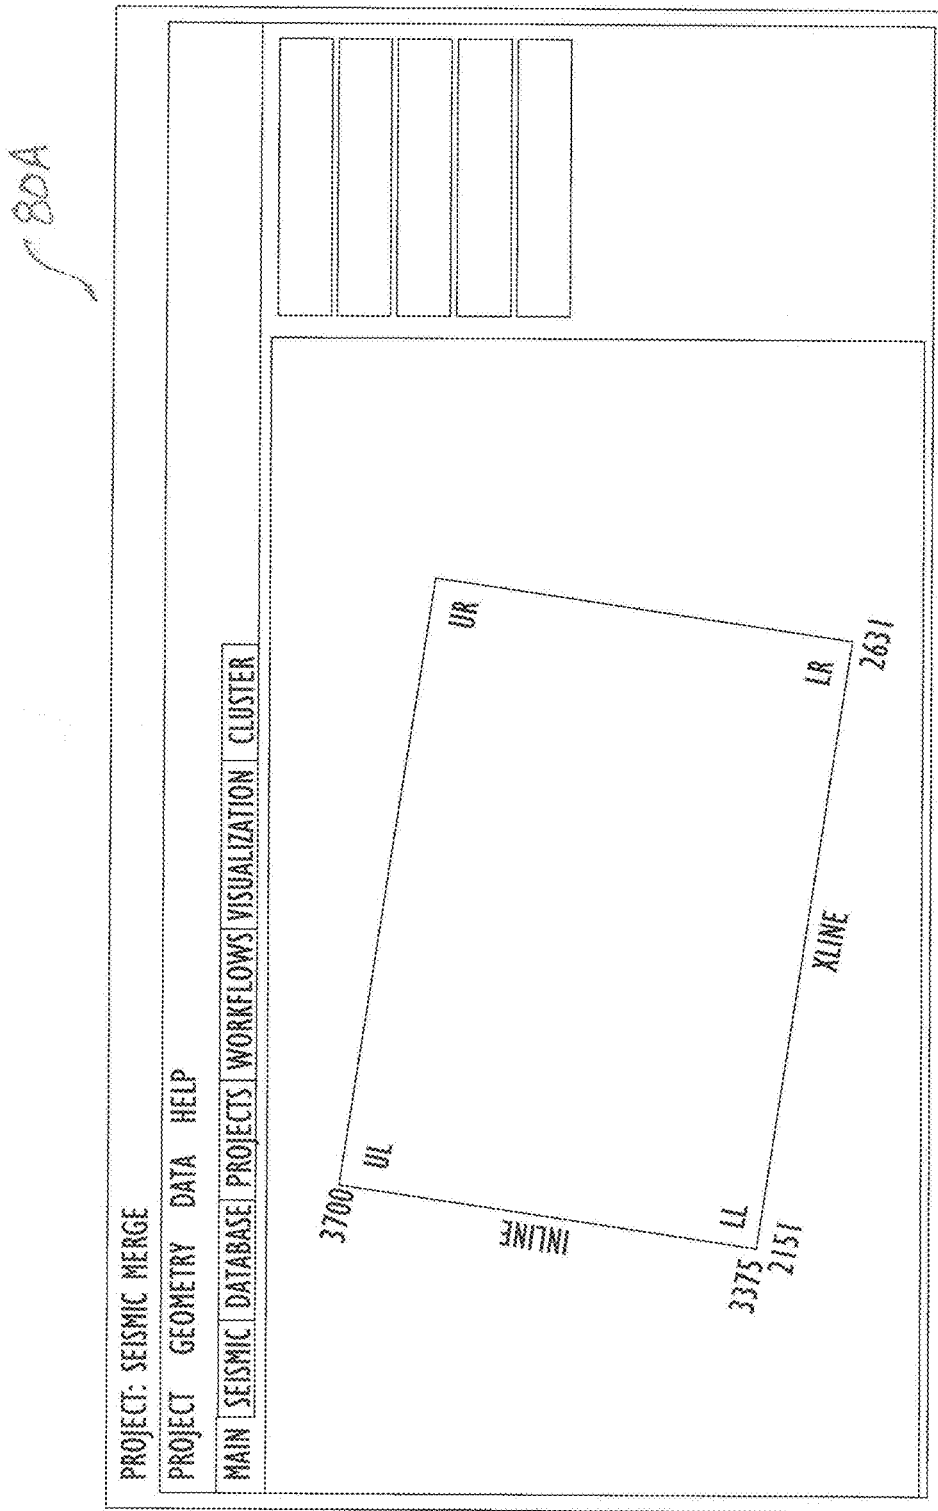 80A
PROJECT: SEISMIC MERGE
PROJECT GEOMETRY DATA HELP
MAIN SEISMIC DATABASE PROJECTS WORKFLOWS VISUALIZATION CLUSTER
3700
UL
UR
INLINE
LL
LR
3375
2151
XLINE
2631